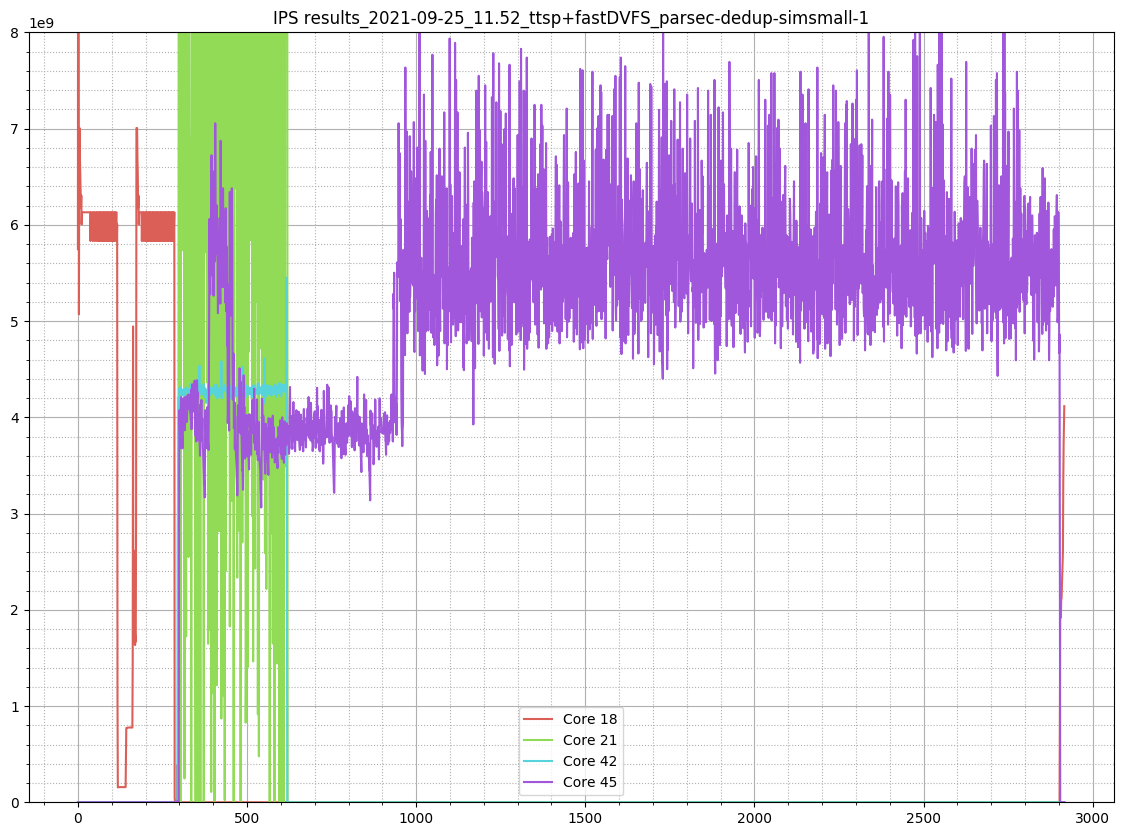 IPS results_2021-09-25_11.52_ttsp+fastDVFS_parsec-dedup-simsmall-1
1e9
8
7
6
5
4
3
2
1
0
Core 18
Core 21
Core 42
Core 45
0 500 1000 1500 2000 2500 3000